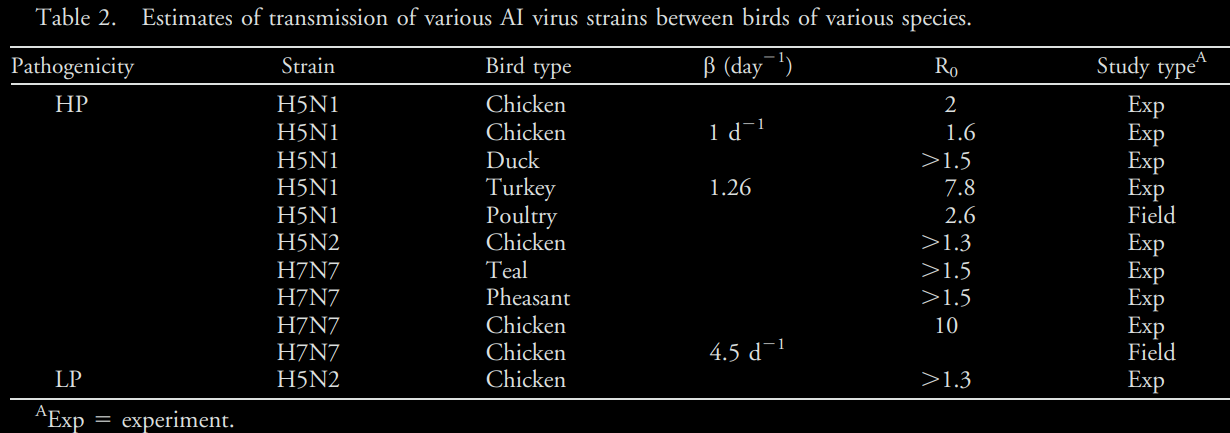 Table 2. Estimates of transmission of various AI virus strains between birds of various species.
Pathogenicity Strain Bird type β (day⁻¹) R₀ Study typeᴬ
HP H5N1 Chicken 2 Exp
H5N1 Chicken 1 d⁻¹ 1.6 Exp
H5N1 Duck >1.5 Exp
H5N1 Turkey 1.26 7.8 Exp
H5N1 Poultry 2.6 Field
H5N2 Chicken >1.3 Exp
H7N7 Teal >1.5 Exp
H7N7 Pheasant >1.5 Exp
H7N7 Chicken 10 Exp
H7N7 Chicken 4.5 d⁻¹ Field
LP H5N2 Chicken >1.3 Exp
ᴬExp = experiment.